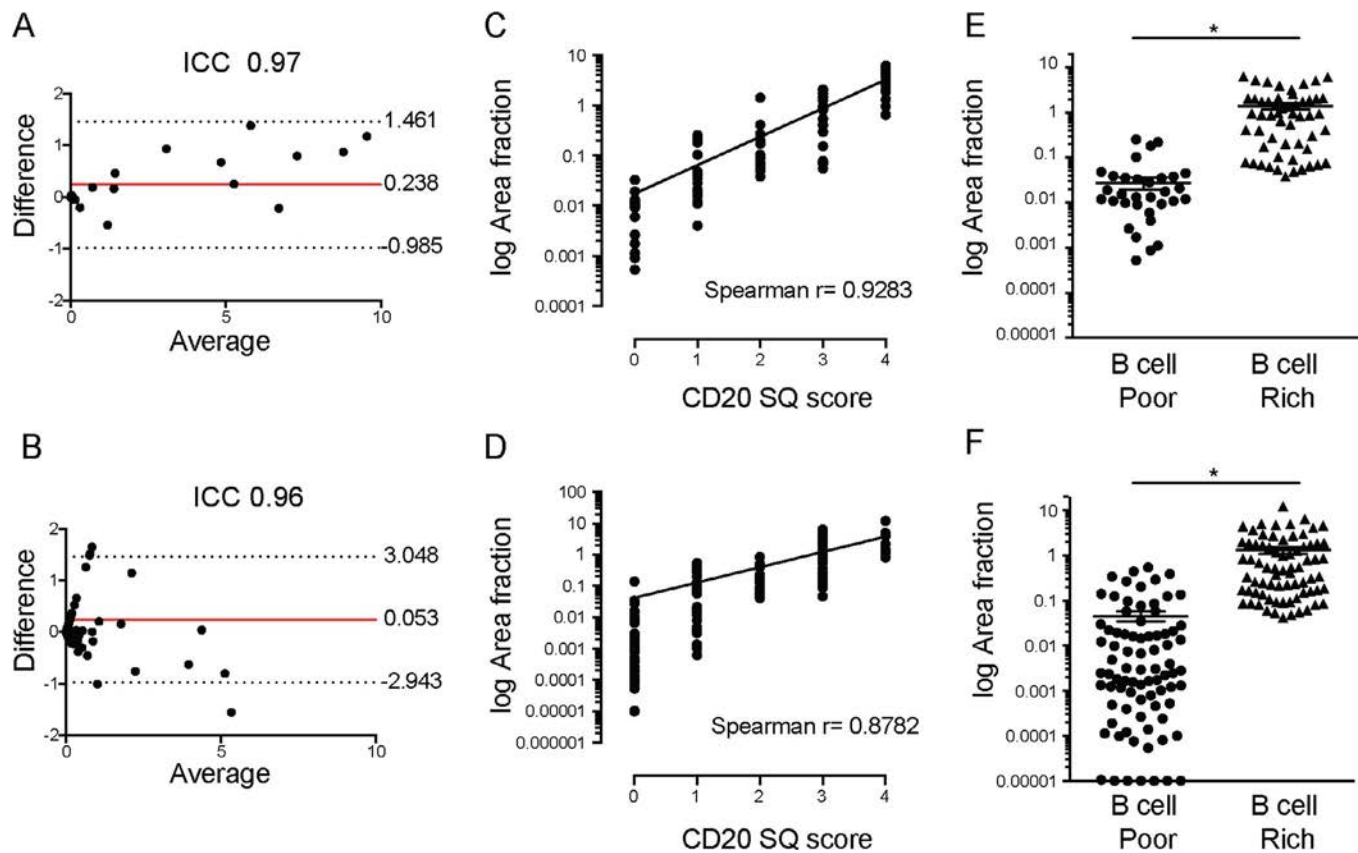 A
ICC 0.97
2
1
0
-1
-2
1.461
0.238
-0.985
0
5
10
Difference
Average
C
10
1
0.1
0.01
0.001
0.0001
log Area fraction
Spearman r= 0.9283
0
1
2
3
4
CD20 SQ score
E
*
10
1
0.1
0.01
0.001
0.0001
0.00001
log Area fraction
B cell
Poor
B cell
Rich
B
ICC 0.96
2
1
0
-1
-2
3.048
0.053
-2.943
0
5
10
Difference
Average
D
100
10
1
0.1
0.01
0.001
0.0001
0.00001
0.000001
log Area fraction
Spearman r= 0.8782
0
1
2
3
4
CD20 SQ score
F
*
10
1
0.1
0.01
0.001
0.0001
0.00001
log Area fraction
B cell
Poor
B cell
Rich